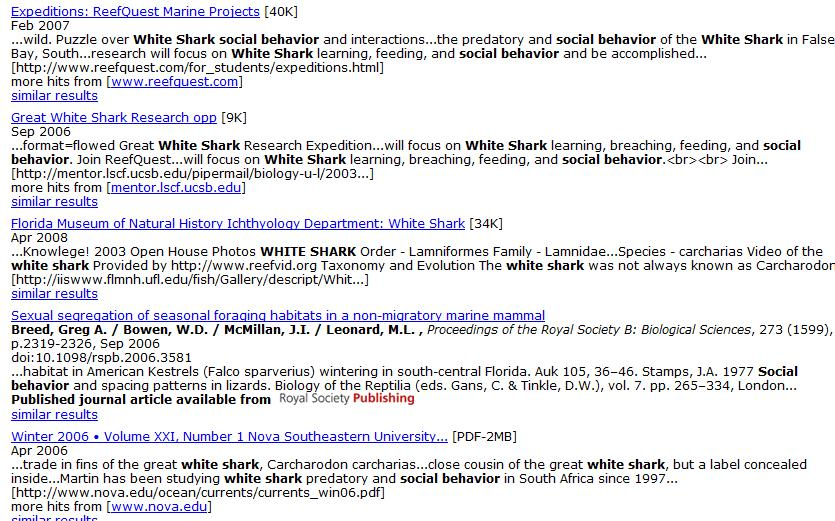 Expeditions: ReefQuest Marine Projects [40K]
Feb 2007
...wild. Puzzle over White Shark social behavior and interactions...the predatory and social behavior of the White Shark in False
Bay, South...research will focus on White Shark learning, feeding, and social behavior and be accomplished...
[http://www.reefquest.com/for_students/expeditions.html]
more hits from [www.reefquest.com]
similar results
Great White Shark Research opp [9K]
Sep 2006
...format=flowed Great White Shark Research Expedition...will focus on White Shark learning, breaching, feeding, and social
behavior. Join ReefQuest...will focus on White Shark learning, breaching, feeding, and social behavior.<br><br> Join...
[http://mentor.lscf.ucsb.edu/pipermail/biology-u-l/2003...]
more hits from [mentor.lscf.ucsb.edu]
similar results
Florida Museum of Natural History Ichthyology Department: White Shark [34K]
Apr 2008
...Knowlege! 2003 Open House Photos WHITE SHARK Order - Lamniformes Family - Lamnidae...Species - carcharias Video of the
white shark Provided by http://www.reefvid.org Taxonomy and Evolution The white shark was not always known as Carcharodon
[http://iiswww.flmnh.ufl.edu/fish/Gallery/descript/Whit...]
similar results
Sexual segregation of seasonal foraging habitats in a non-migratory marine mammal
Breed, Greg A. / Bowen, W.D. / McMillan, J.I. / Leonard, M.L. , Proceedings of the Royal Society B: Biological Sciences, 273 (1599),
p.2319-2326, Sep 2006
doi:10.1098/rspb.2006.3581
...habitat in American Kestrels (Falco sparverius) wintering in south-central Florida. Auk 105, 36–46. Stamps, J.A. 1977 Social
behavior and spacing patterns in lizards. Biology of the Reptilia (eds. Gans, C. & Tinkle, D.W.), vol. 7. pp. 265–334, London...
Published journal article available from Royal Society Publishing
similar results
Winter 2006 • Volume XXI, Number 1 Nova Southeastern University... [PDF-2MB]
Apr 2006
...trade in fins of the great white shark, Carcharodon carcharias...close cousin of the great white shark, but a label concealed
inside...Martin has been studying white shark predatory and social behavior in South Africa since 1997...
[http://www.nova.edu/ocean/currents/currents_win06.pdf]
more hits from [www.nova.edu]
similar results